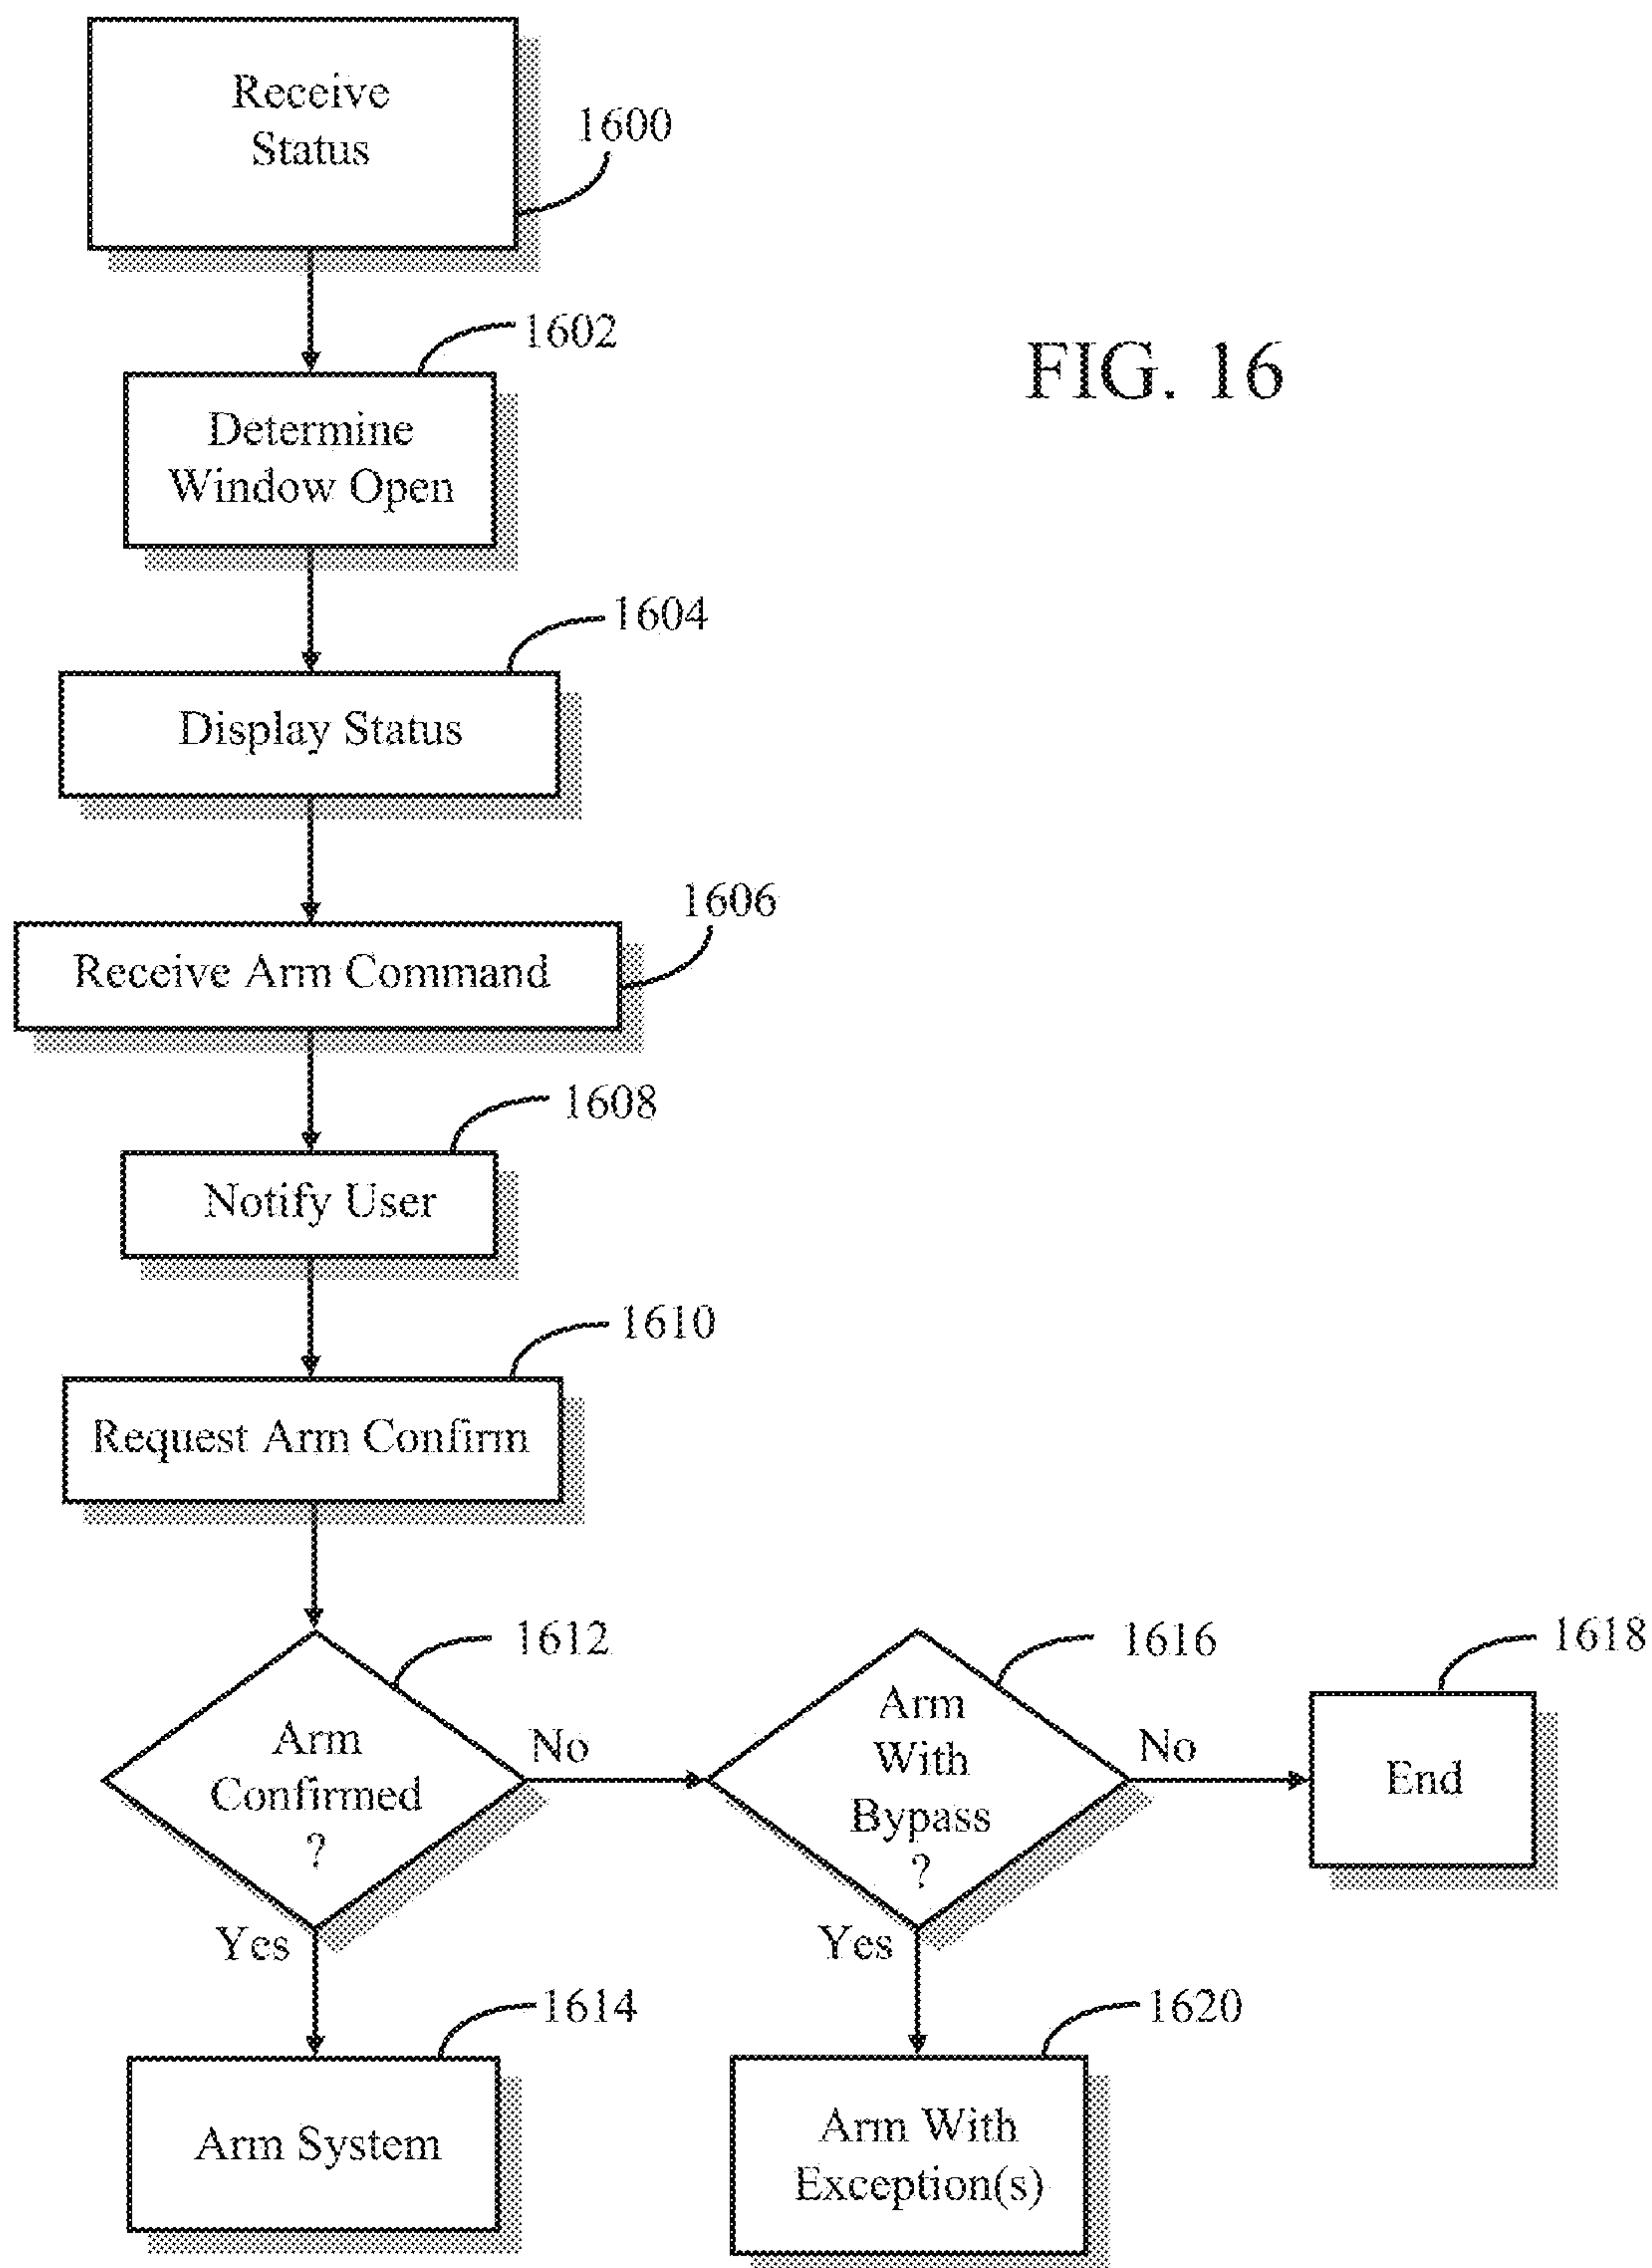 Receive
Status
1600
1602
FIG. 16
Determine
Window Open
1604
Display Status
1606
Receive Arm Command
1608
Notify User
1610
Request Arm Confirm
1612
1616
1618
Arm
Confirmed
?
No
Arm
With
Bypass
?
No
End
Yes
Yes
1614
1620
Arm System
Arm With
Exception(s)